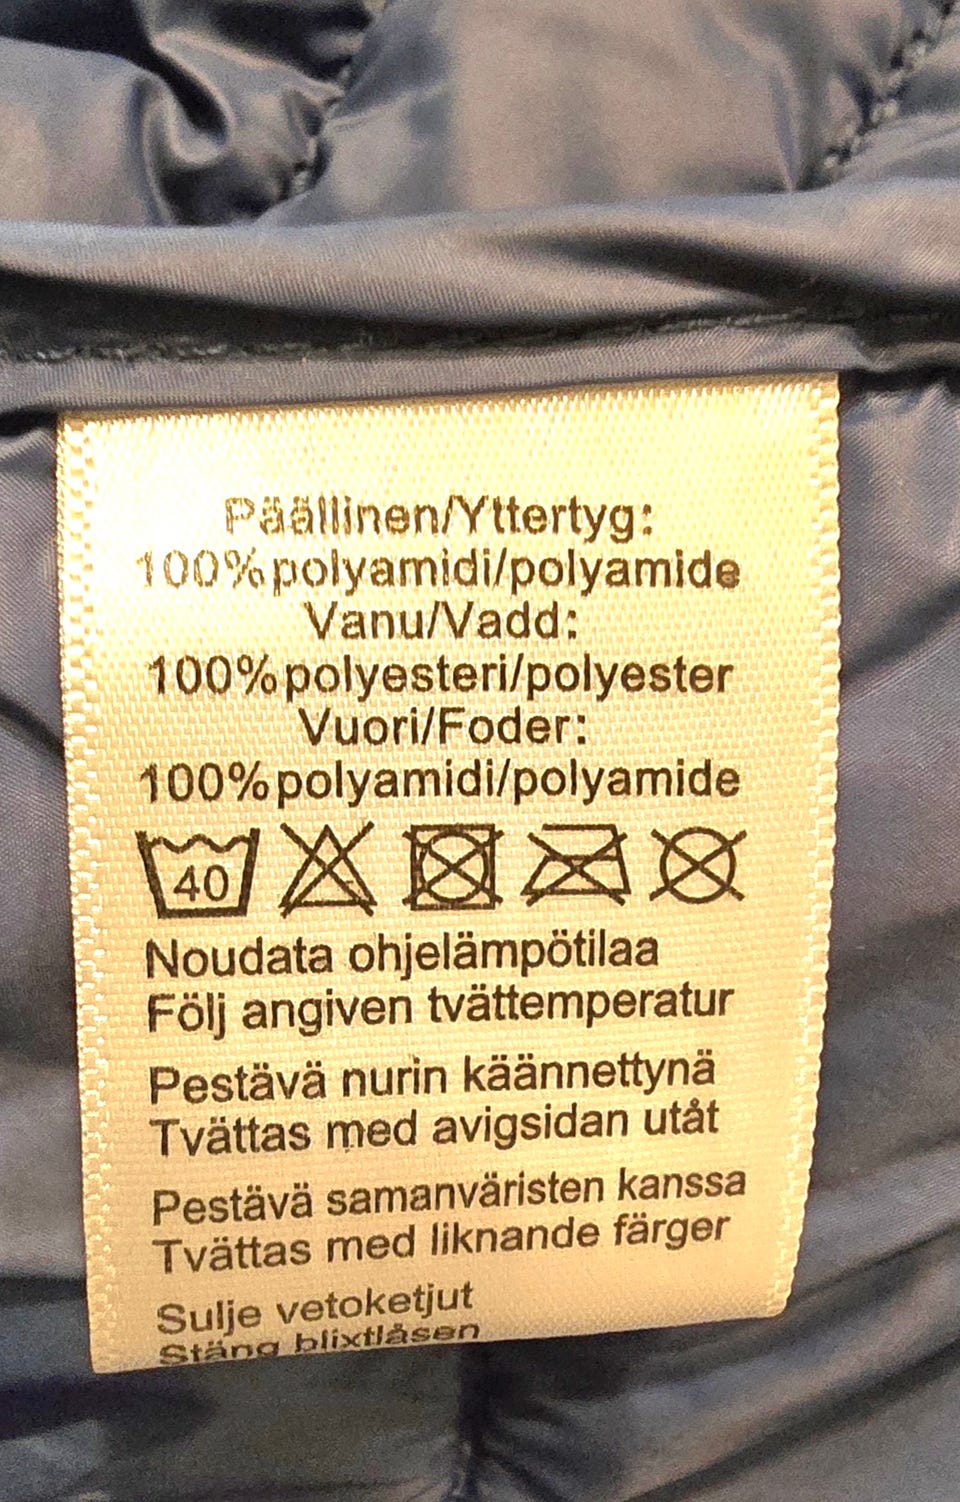 Päällinen/Yttertyg:
100% polyamidi/polyamide
Vanu/Vadd:
100% polyesteri/polyester
Vuori/Foder:
100% polyamidi/polyamide
40
Noudata ohjelämpötilaa
Följ angiven tvättemperatur
Pestävä nurin käännettynä
Tvättas med avigsidan utåt
Pestävä samanväristen kanssa
Tvättas med liknande färger
Sulje vetoketjut
Stäng blixtlåsen